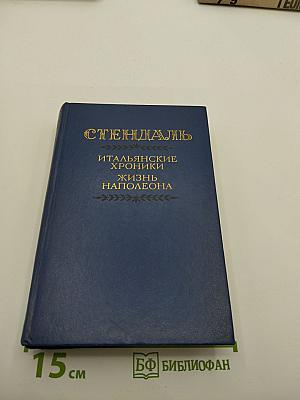 СТЕНДАЛЬ
ИТАЛЬЯНСКИЕ
ХРОНИКИ
ЖИЗНЬ
НАПОЛЕОНА
15 см
БФ БИБЛИОФАН